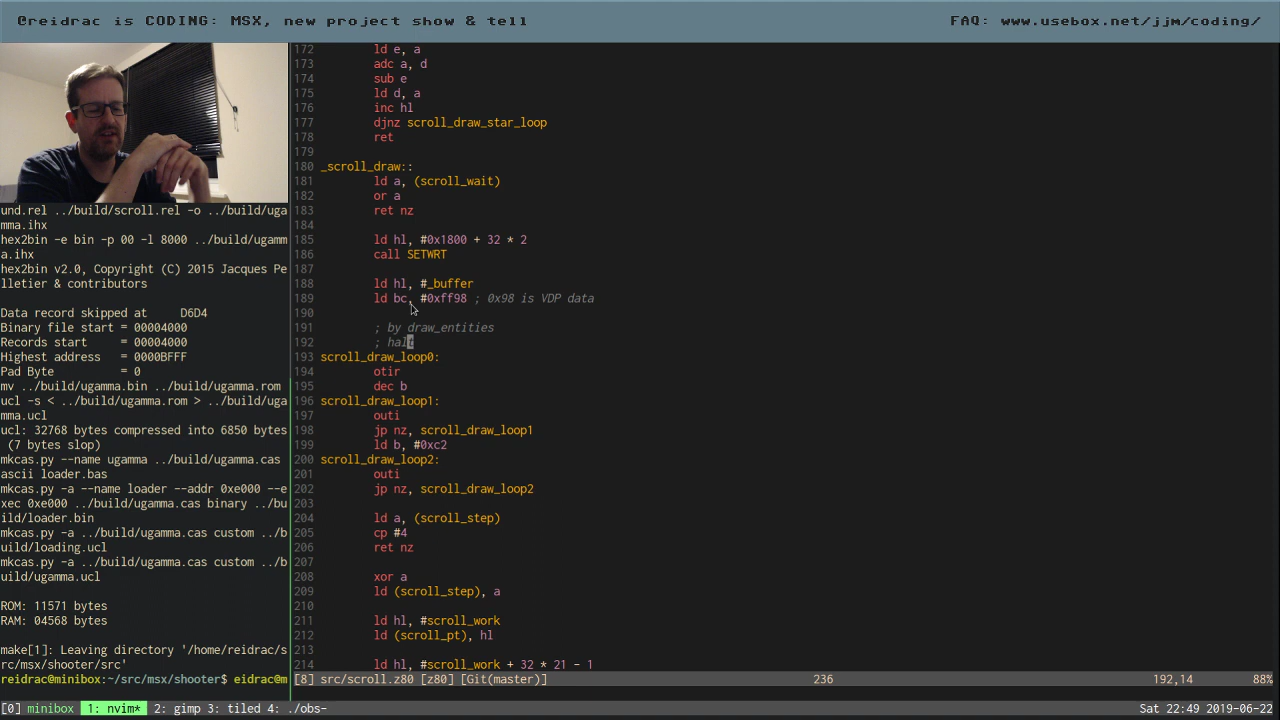 @reidrac is CODING: MSX, new project show & tell
FAQ: www.usebox.net/jjm/coding/
und.rel ../build/scroll.rel -o ../build/uga
mma.ihx
hex2bin -e bin -p 00 -l 8000 ../build/ugamm
a.ihx
hex2bin v2.0, Copyright (C) 2015 Jacques Pe
lletier & contributors
Data record skipped at     D6D4
Binary file start = 00004000
Records start     = 00004000
Highest address   = 0000BFFF
Pad Byte          = 0
mv ../build/ugamma.bin ../build/ugamma.rom
ucl -s < ../build/ugamma.rom > ../build/uga
mma.ucl
ucl: 32768 bytes compressed into 6850 bytes
 (7 bytes slop)
mkcas.py --name ugamma ../build/ugamma.cas
ascii loader.bas
mkcas.py -a --name loader --addr 0xe000 --e
xec 0xe000 ../build/ugamma.cas binary ../bu
ild/loader.bin
mkcas.py -a ../build/ugamma.cas custom ../b
uild/loading.ucl
mkcas.py -a ../build/ugamma.cas custom ../b
uild/ugamma.ucl
ROM: 11571 bytes
RAM: 04568 bytes
make[1]: Leaving directory '/home/reidrac/s
rc/msx/shooter/src'
reidrac@minibox:~/src/msx/shooter$ eidrac@m
172 ld e, a
173 adc a, d
174 sub e
175 ld d, a
176 inc hl
177 djnz scroll_draw_star_loop
178 ret
179
180 _scroll_draw::
181 ld a, (scroll_wait)
182 or a
183 ret nz
184
185 ld hl, #0x1800 + 32 * 2
186 call SETWRT
187
188 ld hl, #_buffer
189 ld bc, #0xff98 ; 0x98 is VDP data
190
191 ; by draw_entities
192 ; halt
193 scroll_draw_loop0:
194 otir
195 dec b
196 scroll_draw_loop1:
197 outi
198 jp nz, scroll_draw_loop1
199 ld b, #0xc2
200 scroll_draw_loop2:
201 outi
202 jp nz, scroll_draw_loop2
203
204 ld a, (scroll_step)
205 cp #4
206 ret nz
207
208 xor a
209 ld (scroll_step), a
210
211 ld hl, #scroll_work
212 ld (scroll_pt), hl
213
214 ld hl, #scroll_work + 32 * 21 - 1
[8] src/scroll.z80 [z80] [Git(master)] 236 192,14 88%
[0] minibox 1: nvim* 2: gimp 3: tiled 4: ./obs- Sat 22:49 2019-06-22